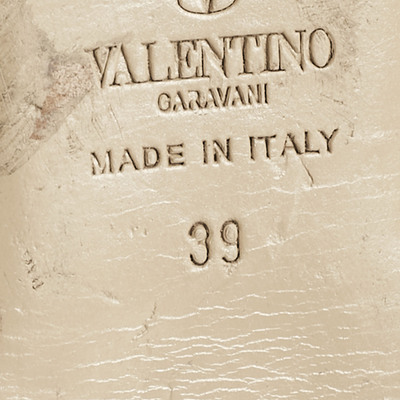 VALENTINO
GARAVANI
MADE IN ITALY
39